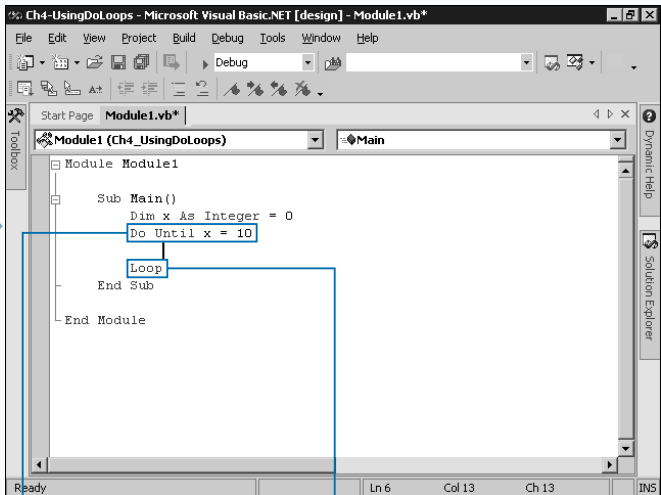 Ch4-UsingDoLoops - Microsoft Visual Basic.NET [design] - Module1.vb*
File Edit View Project Build Debug Tools Window Help
Debug
Start Page Module1.vb*
Toolbox
Module1 (Ch4_UsingDoLoops) Main
Module Module1
Sub Main()
Dim x As Integer = 0
Do Until x = 10
Loop
End Sub
End Module
Dynamic Help
Solution Explorer
Ready Ln 6 Col 13 Ch 13 INS